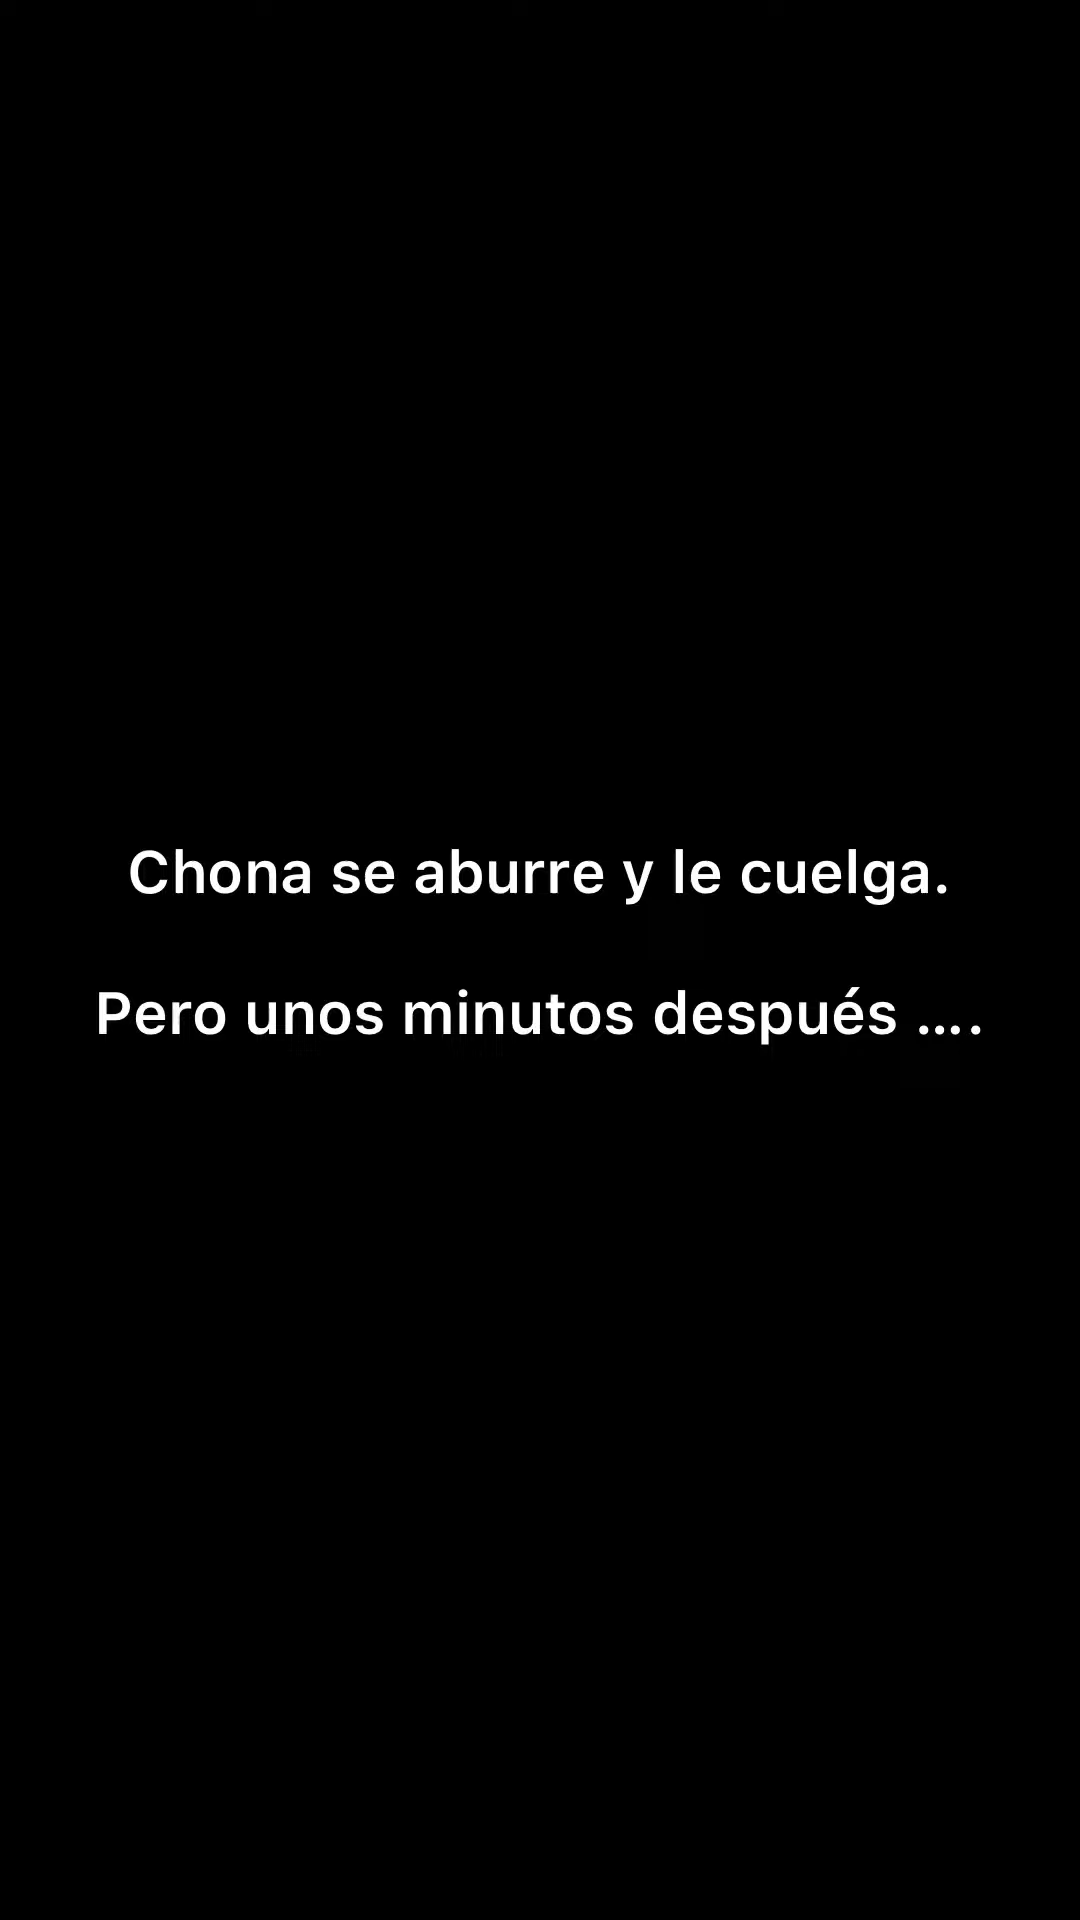 Chona se aburre y le cuelga.
Pero unos minutos después ....